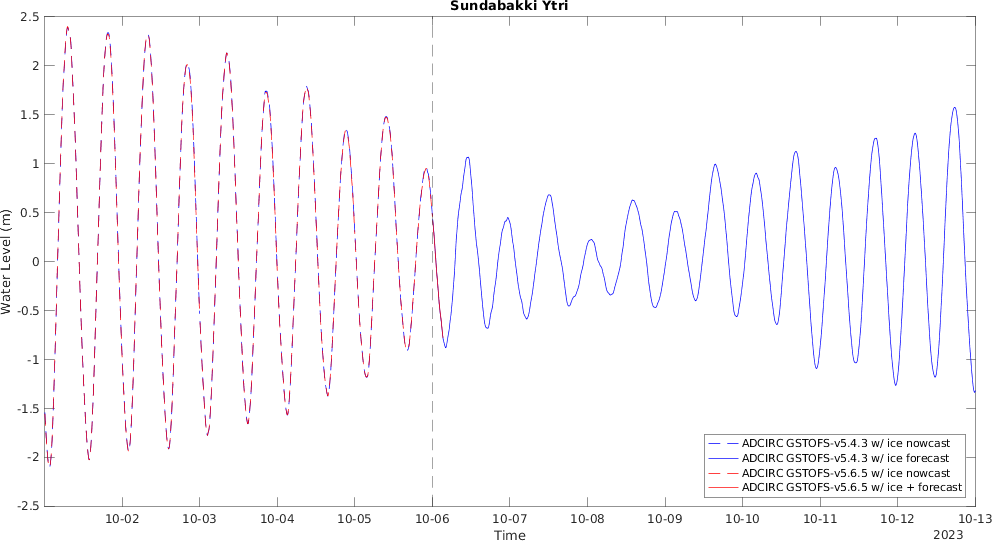 Sundabakki Ytri
2.5
2
1.5
1
0.5
0
-0.5
-1
-1.5
-2
-2.5
Water Level (m)
10-02 10-03 10-04 10-05 10-06 10-07 10-08 10-09 10-10 10-11 10-12 10-13
Time
2023
ADCIRC GSTOFS-v5.4.3 w/ ice nowcast
ADCIRC GSTOFS-v5.4.3 w/ ice forecast
ADCIRC GSTOFS-v5.6.5 w/ ice nowcast
ADCIRC GSTOFS-v5.6.5 w/ ice + forecast